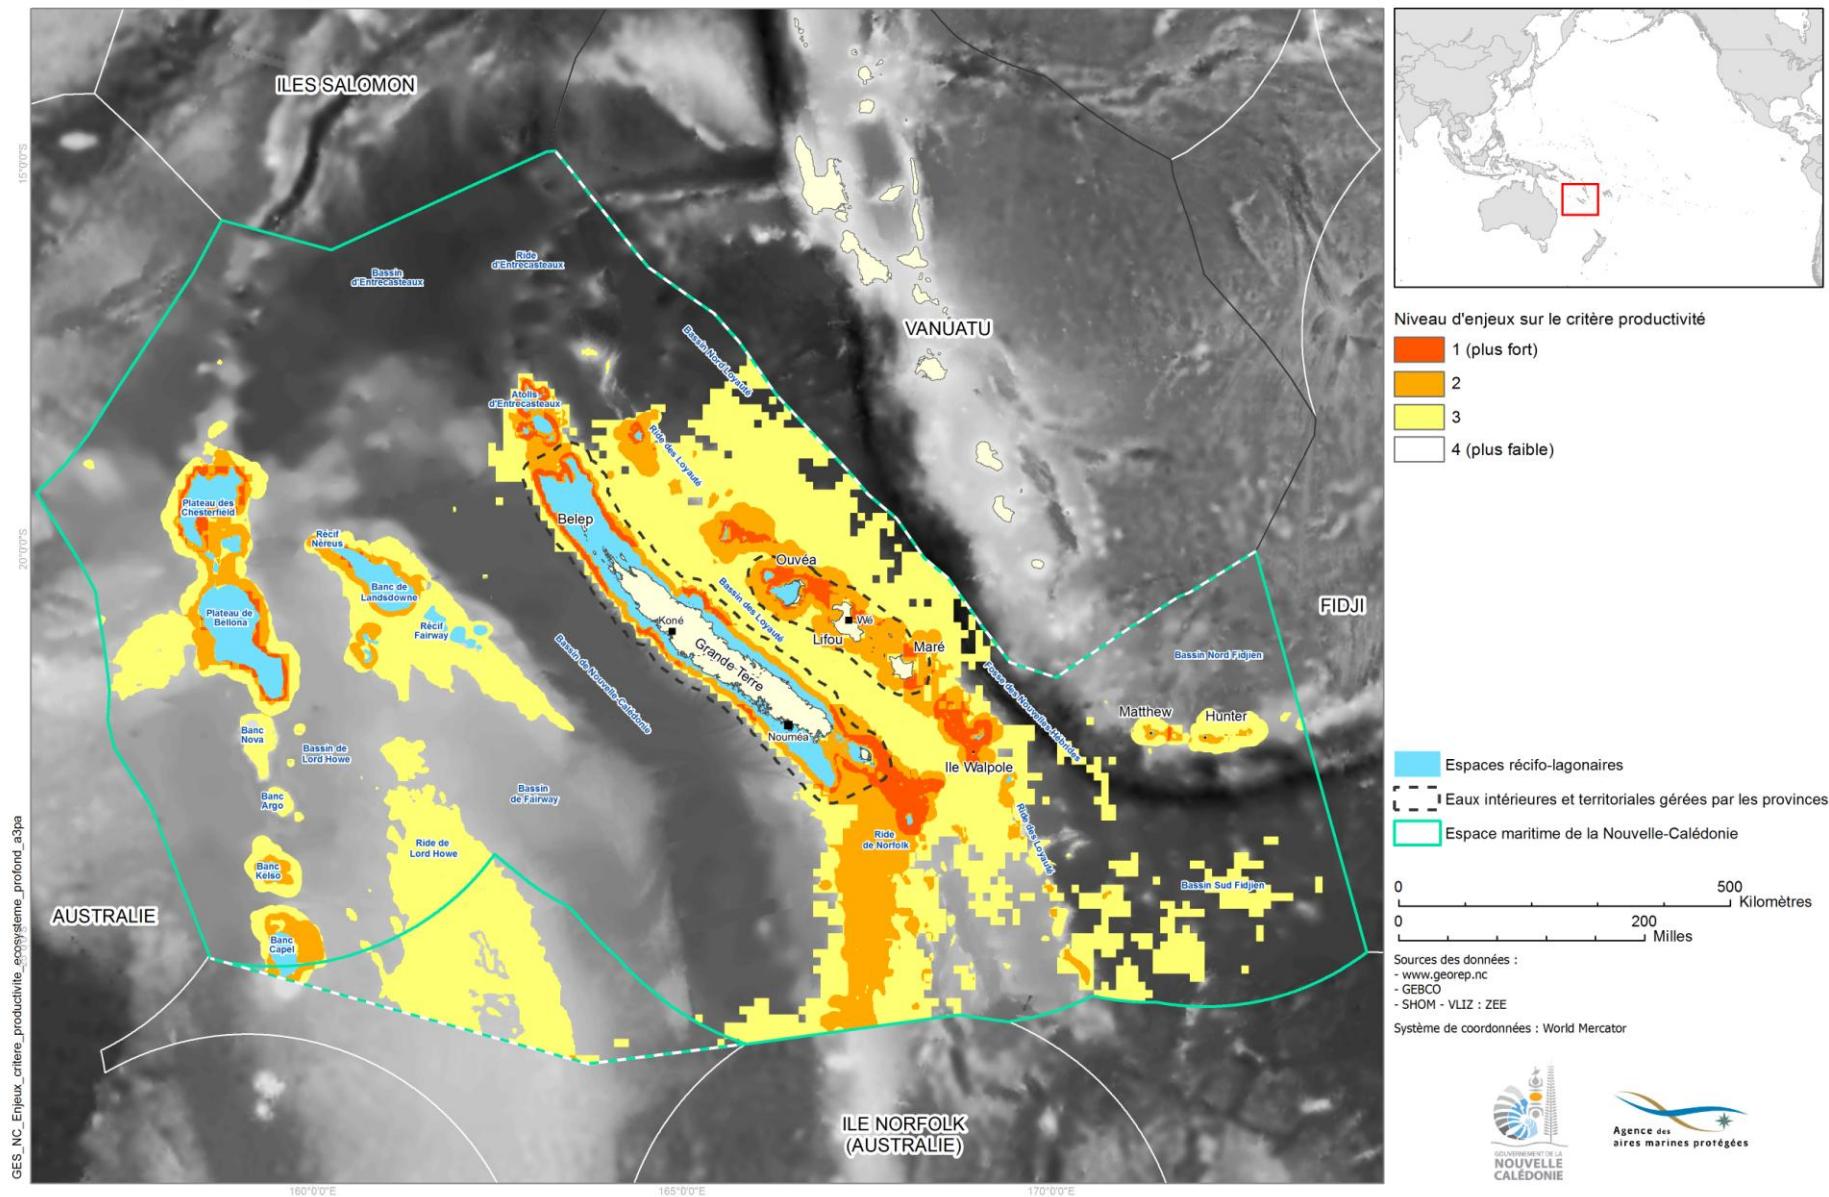 ILES SALOMON
VANUATU
FIDJI
AUSTRALIE
ILE NORFOLK
(AUSTRALIE)
Bassin
d'Entrecasteaux
Ride
d'Entrecasteaux
Bassin Nord Loyauté
Atolls
d'Entrecasteaux
Ride des Loyauté
Plateau des
Chesterfield
Belep
Récif
Néreus
Ouvéa
Banc de
Landsdowne
Bassin des Loyauté
Plateau de
Bellona
Récif
Fairway
Koné
Wé
Lifou
Maré
Grande-Terre
Bassin de Nouvelle-Calédonie
Fosse des Nouvelles-Hébrides
Bassin Nord Fidjien
Matthew
Hunter
Banc
Nova
Bassin de
Lord Howe
Nouméa
Ile Walpole
Banc
Argo
Bassin
de Fairway
Ride de
Lord Howe
Ride
de Norfolk
Ride des Loyauté
Banc
Kelso
Bassin Sud Fidjien
Banc
Capel
15°0'0"S
20°0'0"S
160°0'0"E
165°0'0"E
170°0'0"E
GES_NC_Enjeux_critere_productivite_ecosysteme_profond_a3pa
Niveau d'enjeux sur le critère productivité
1 (plus fort)
2
3
4 (plus faible)
Espaces récifo-lagonaires
Eaux intérieures et territoriales gérées par les provinces
Espace maritime de la Nouvelle-Calédonie
0 500
Kilomètres
0 200
Milles
Sources des données :
- www.georep.nc
- GEBCO
- SHOM - VLIZ : ZEE
Système de coordonnées : World Mercator
GOUVERNEMENT DE LA
NOUVELLE
CALÉDONIE
Agence des
aires marines protégées